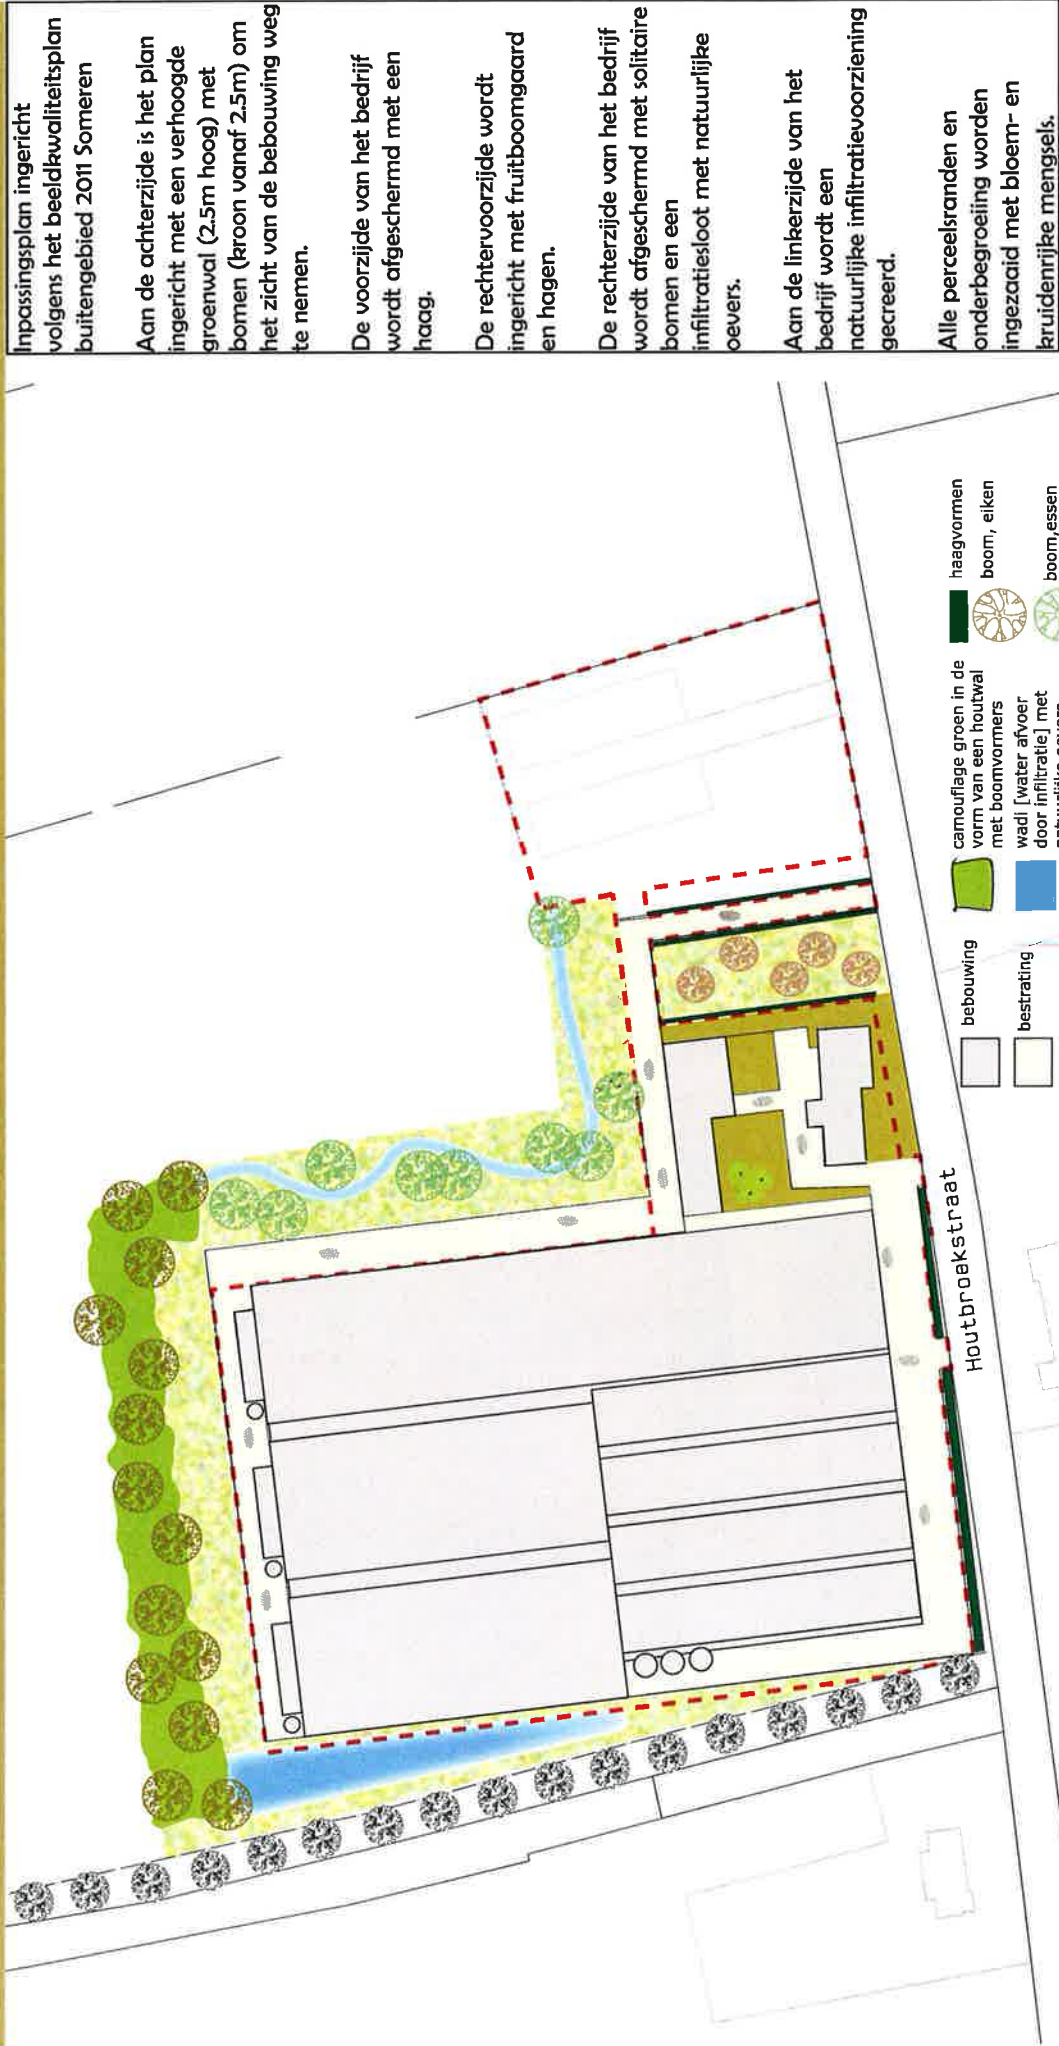 Inpassingsplan ingericht
volgens het beeldkwaliteitsplan
buitengebied 2011 Someren
Aan de achterzijde is het plan
ingericht met een verhoogde
groenwal (2.5m hoog) met
bomen (kroon vanaf 2.5m) om
het zicht van de bebouwing weg
te nemen.
De voorzijde van het bedrijf
wordt afgeschermd met een
haag.
De rechtervoorzijde wordt
ingericht met fruitboomgaard
en hagen.
De rechterzijde van het bedrijf
wordt afgeschermd met solitaire
bomen en een
infiltratiesloot met natuurlijke
oevers.
Aan de linkerzijde van het
bedrijf wordt een
natuurlijke infiltratievoorziening
gecreerd.
Alle perceelsranden en
onderbegroeiing worden
ingezaaid met bloem- en
kruidenrijke mengsels.
Houtbroekstraat
bebouwing
bestrating
camouflage groen in de
vorm van een houtwal
met boomvormers
wadi [water afvoer
door infiltratie] met
haagvormen
boom, eiken
boom,essen